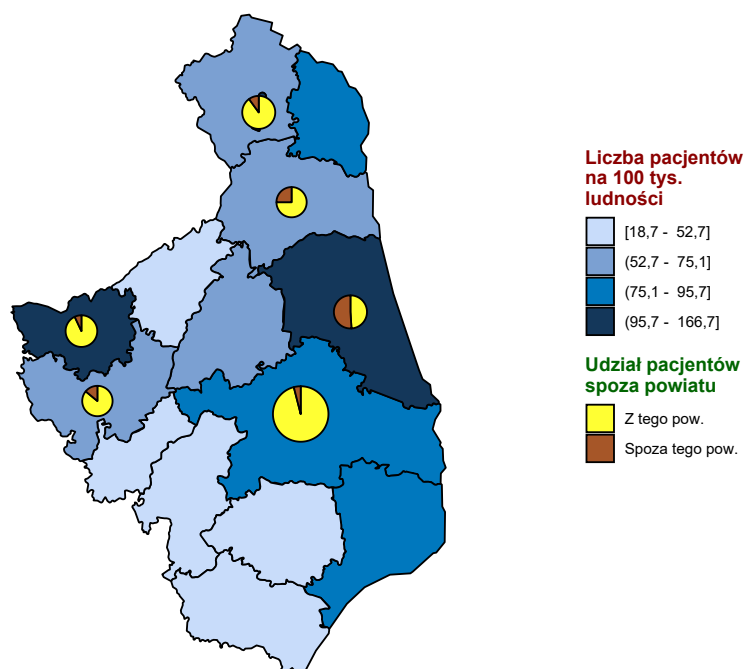 Liczba pacjentów
na 100 tys.
ludności
[18,7 - 52,7]
(52,7 - 75,1]
(75,1 - 95,7]
(95,7 - 166,7]
Udział pacjentów
spoza powiatu
Z tego pow.
Spoza tego pow.